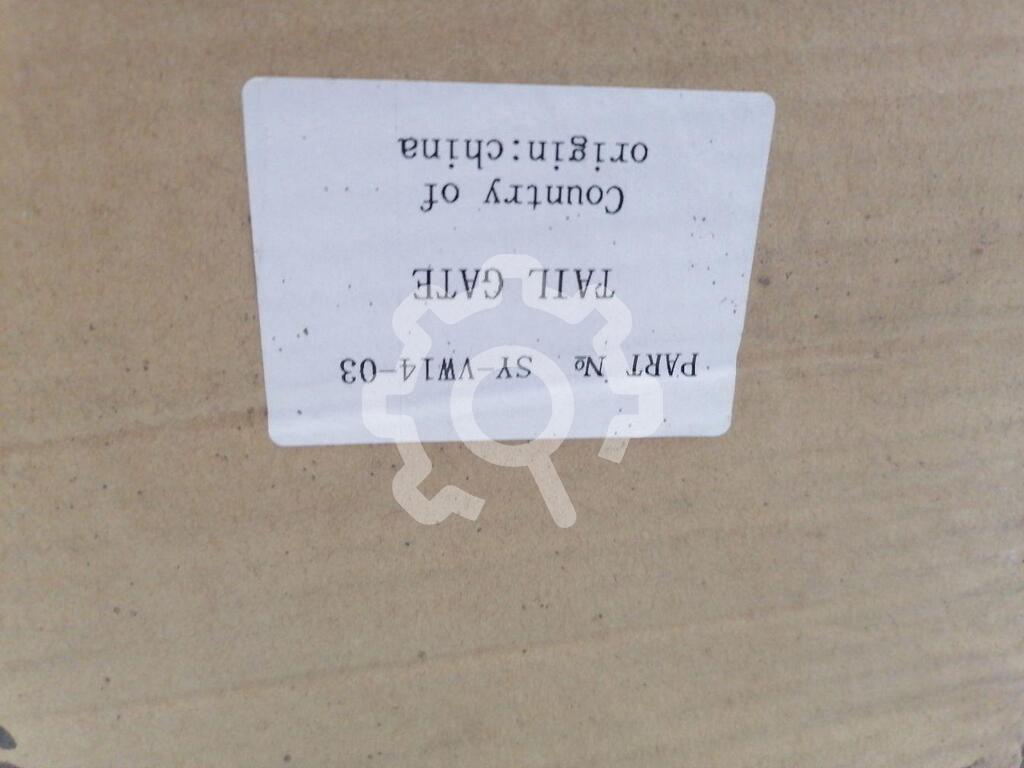 PART № SY-VW14-03
TAIL GATE
Country of
origin:china